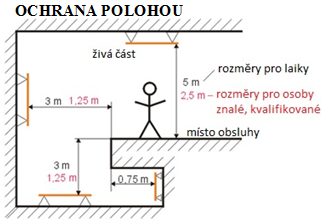 OCHRANA POLOHOU
živá část
5 m
rozměry pro laiky
2,5 m
rozměry pro osoby
znalé, kvalifikované
3 m 1,25 m
místo obsluhy
3 m
1,25 m
0.75 m